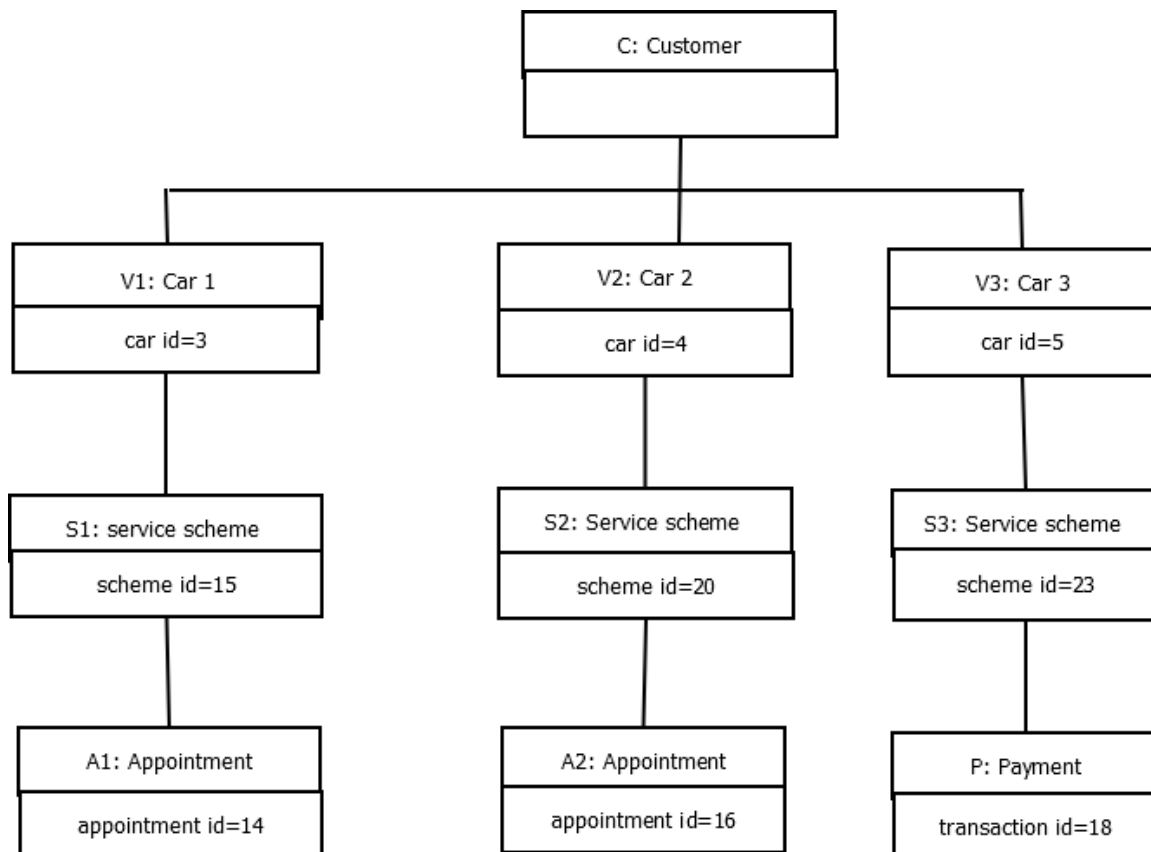 C: Customer
V1: Car 1
V2: Car 2
V3: Car 3
car id=3
car id=4
car id=5
S1: service scheme
S2: Service scheme
S3: Service scheme
scheme id=15
scheme id=20
scheme id=23
A1: Appointment
A2: Appointment
P: Payment
appointment id=14
appointment id=16
transaction id=18